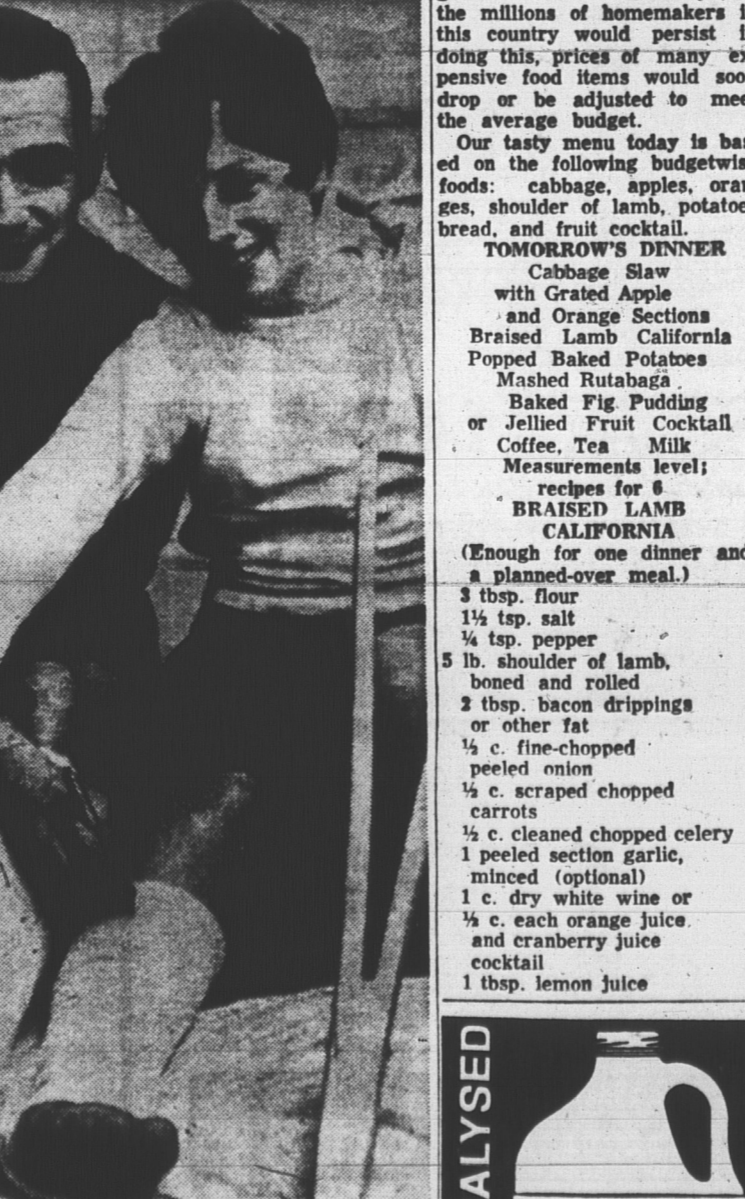 the millions of homemakers i
this country would persist i
doing this, prices of many ex
pensive food items would soo
drop or be adjusted to mee
the average budget.
Our tasty menu today is bas
ed on the following budgetwis
foods: cabbage, apples, oran
ges, shoulder of lamb, potatoe
bread, and fruit cocktail.
TOMORROW'S DINNER
Cabbage Slaw
with Grated Apple
and Orange Sections
Braised Lamb California
Popped Baked Potatoes
Mashed Rutabaga
Baked Fig Pudding
or Jellied Fruit Cocktail
Coffee, Tea Milk
Measurements level;
recipes for 6
BRAISED LAMB
CALIFORNIA
(Enough for one dinner and
a planned-over meal.)
3 tbsp. flour
1½ tsp. salt
¼ tsp. pepper
5 lb. shoulder of lamb,
boned and rolled
2 tbsp. bacon drippings
or other fat
½ c. fine-chopped
peeled onion
½ c. scraped chopped
carrots
½ c. cleaned chopped celery
1 peeled section garlic,
minced (optional)
1 c. dry white wine or
½ c. each orange juice
and cranberry juice
cocktail
1 tbsp. lemon juice
ALYSED